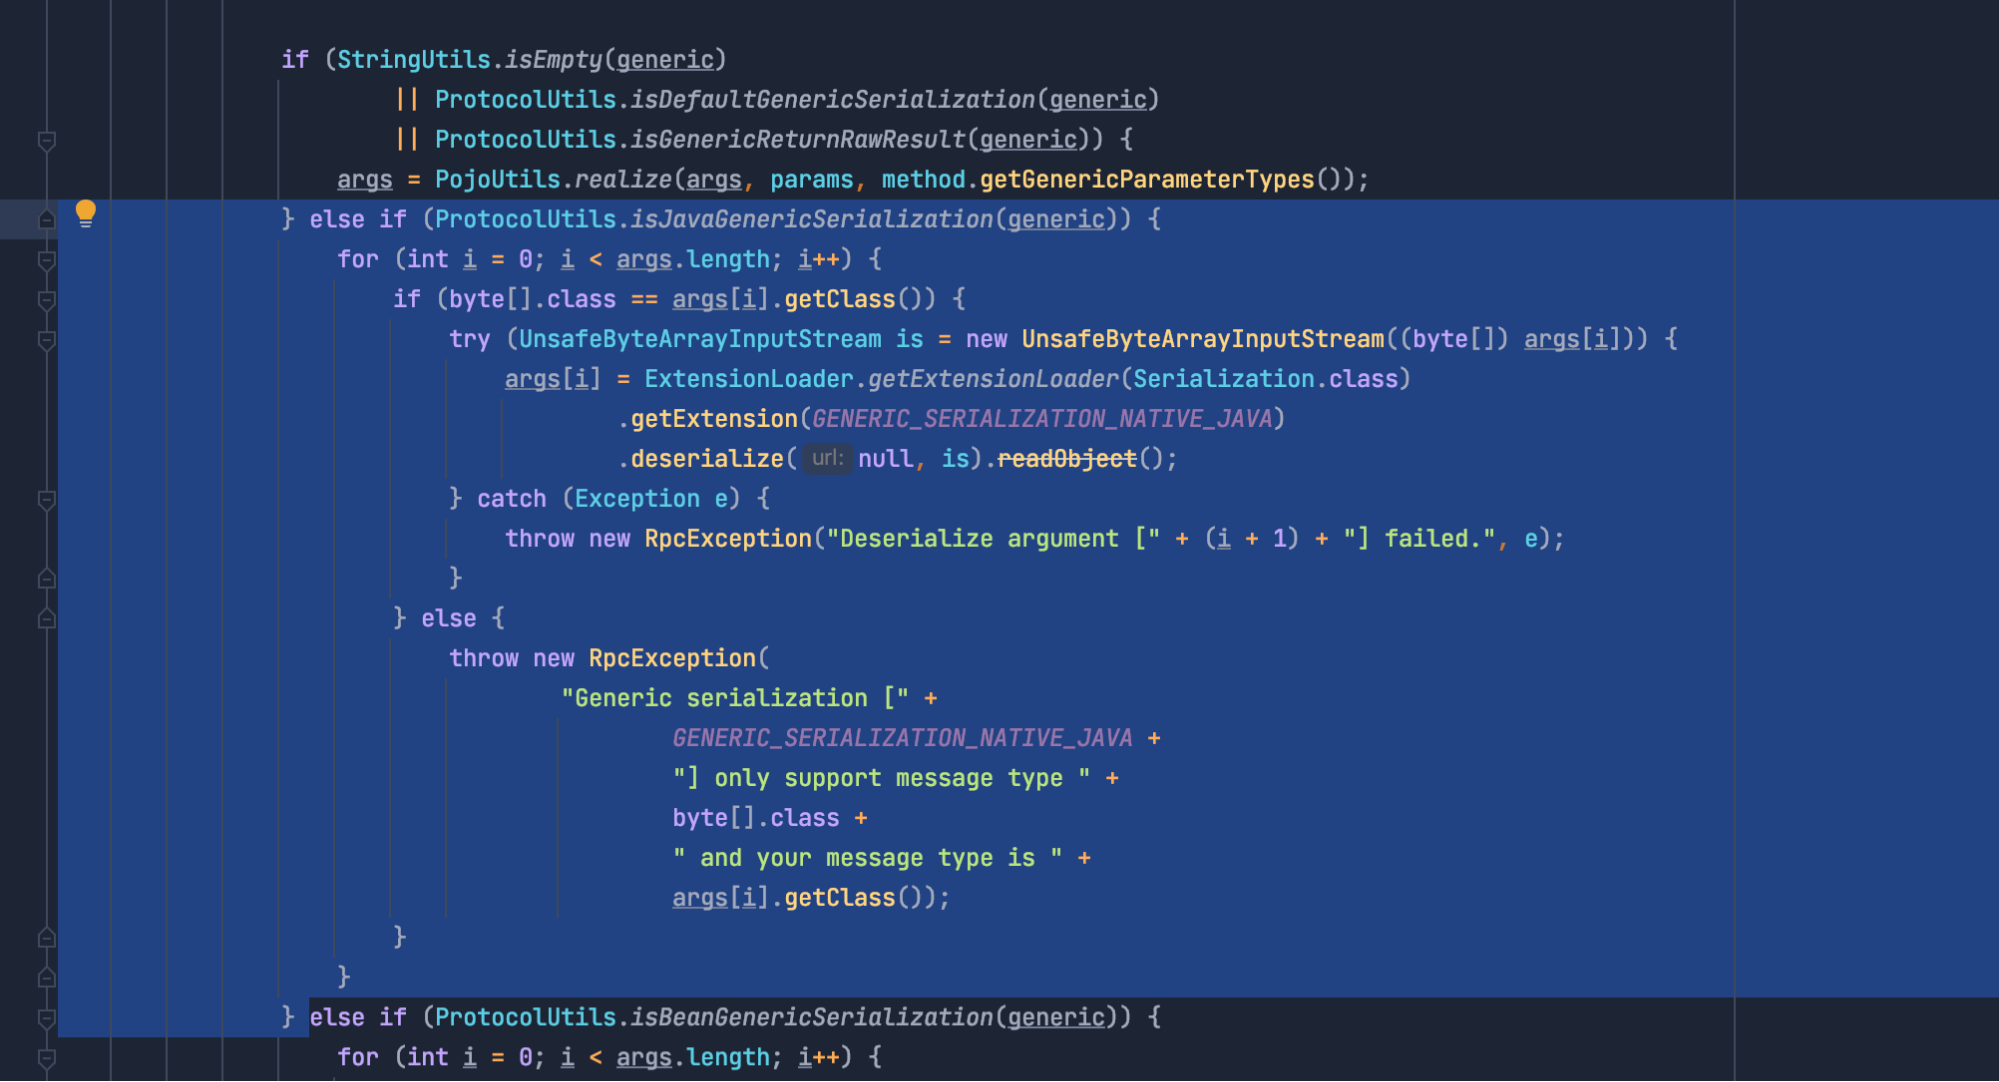 if (StringUtils.isEmpty(generic)
|| ProtocolUtils.isDefaultGenericSerialization(generic)
|| ProtocolUtils.isGenericReturnRawResult(generic)) {
args = PojoUtils.realize(args, params, method.getGenericParameterTypes());
} else if (ProtocolUtils.isJavaGenericSerialization(generic)) {
for (int i = 0; i < args.length; i++) {
if (byte[].class == args[i].getClass()) {
try (UnsafeByteArrayInputStream is = new UnsafeByteArrayInputStream((byte[]) args[i])) {
args[i] = ExtensionLoader.getExtensionLoader(Serialization.class)
.getExtension(GENERIC_SERIALIZATION_NATIVE_JAVA)
.deserialize( url: null, is).readObject();
} catch (Exception e) {
throw new RpcException("Deserialize argument [" + (i + 1) + "] failed.", e);
}
} else {
throw new RpcException(
"Generic serialization [" +
GENERIC_SERIALIZATION_NATIVE_JAVA +
"] only support message type " +
byte[].class +
" and your message type is " +
args[i].getClass());
}
}
} else if (ProtocolUtils.isBeanGenericSerialization(generic)) {
for (int i = 0; i < args.length; i++) {